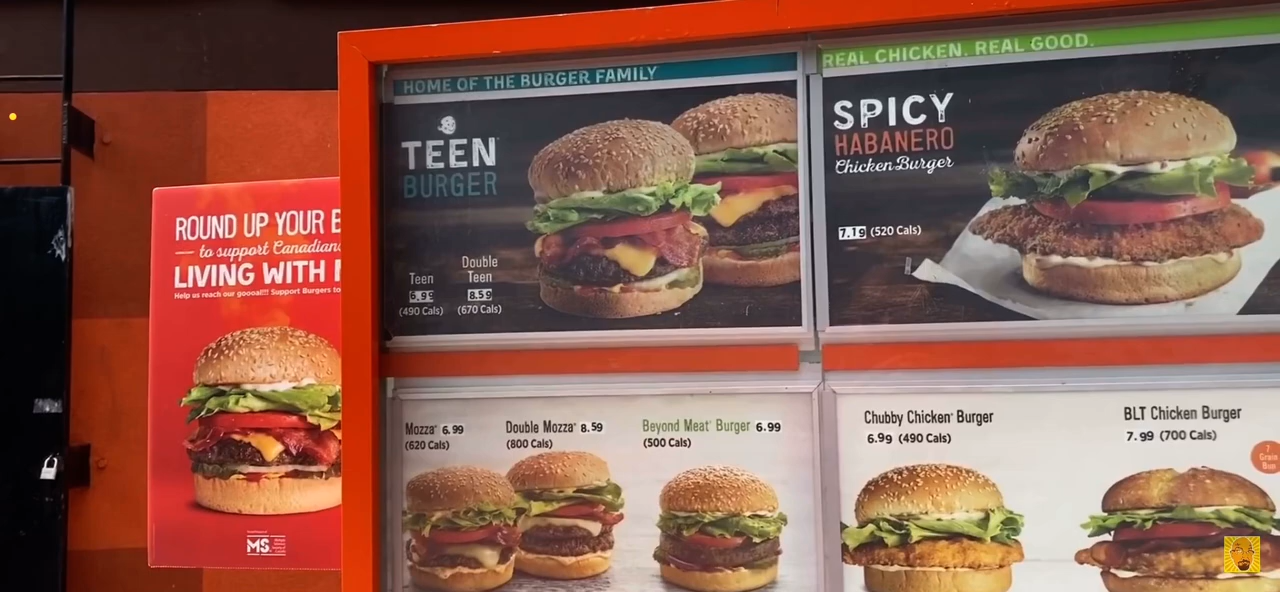 ROUND UP YOUR B
to support Canadians
LIVING WITH
Help us reach our goooal!!! Support Burgers to
MS
HOME OF THE BURGER FAMILY
TEEN
BURGER
Teen
6.99
(490 Cals)
Double
Teen
8.59
(670 Cals)
REAL CHICKEN. REAL GOOD.
SPICY
HABANERO
Chicken Burger
7.19 (520 Cals)
Mozza® 6.99
(620 Cals)
Double Mozza® 8.59
(800 Cals)
Beyond Meat® Burger 6.99
(500 Cals)
Chubby Chicken® Burger
6.99 (490 Cals)
BLT Chicken Burger
7.99 (700 Cals)
7
Grain
Bun